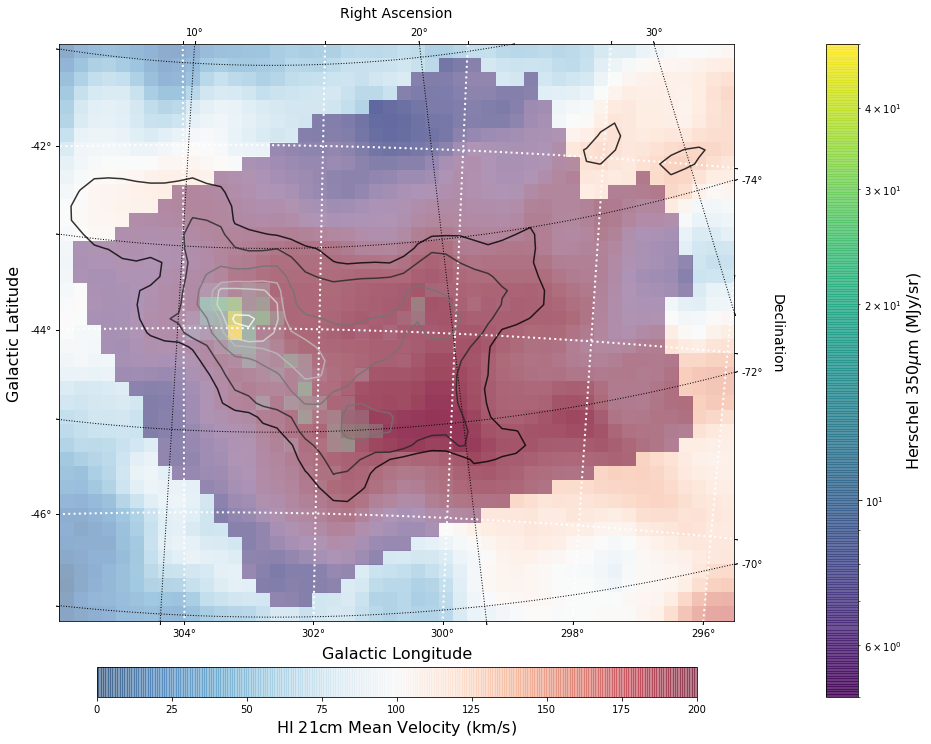 Right Ascension
10° 20° 30°
-42°
-44°
-46°
Galactic Latitude
-74°
-72°
-70°
Declination
304° 302° 300° 298° 296°
Galactic Longitude
0 25 50 75 100 125 150 175 200
HI 21cm Mean Velocity (km/s)
4 × 10¹
3 × 10¹
2 × 10¹
10¹
6 × 10⁰
Herschel 350μm (MJy/sr)